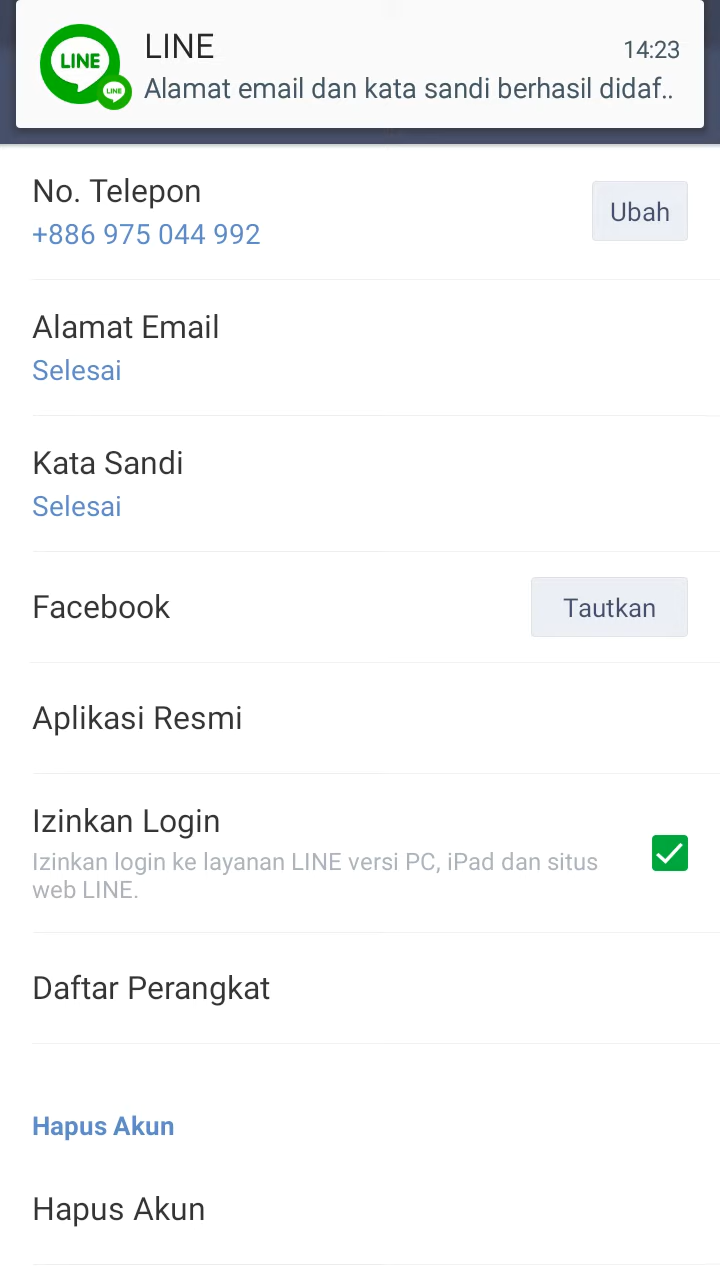 LINE
LINE
LINE
14:23
Alamat email dan kata sandi berhasil didaf..
No. Telepon
+886 975 044 992
Ubah
Alamat Email
Selesai
Kata Sandi
Selesai
Facebook
Tautkan
Aplikasi Resmi
Izinkan Login
Izinkan login ke layanan LINE versi PC, iPad dan situs
web LINE.
Daftar Perangkat
Hapus Akun
Hapus Akun